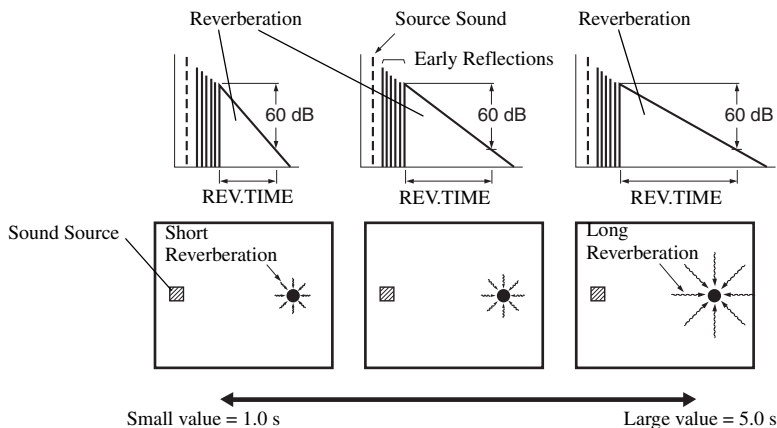 Reverberation
Source Sound
Reverberation
Early Reflections
60 dB
60 dB
60 dB
REV.TIME
REV.TIME
REV.TIME
Sound Source
Short
Reverberation
Long
Reverberation
Small value = 1.0 s
Large value = 5.0 s